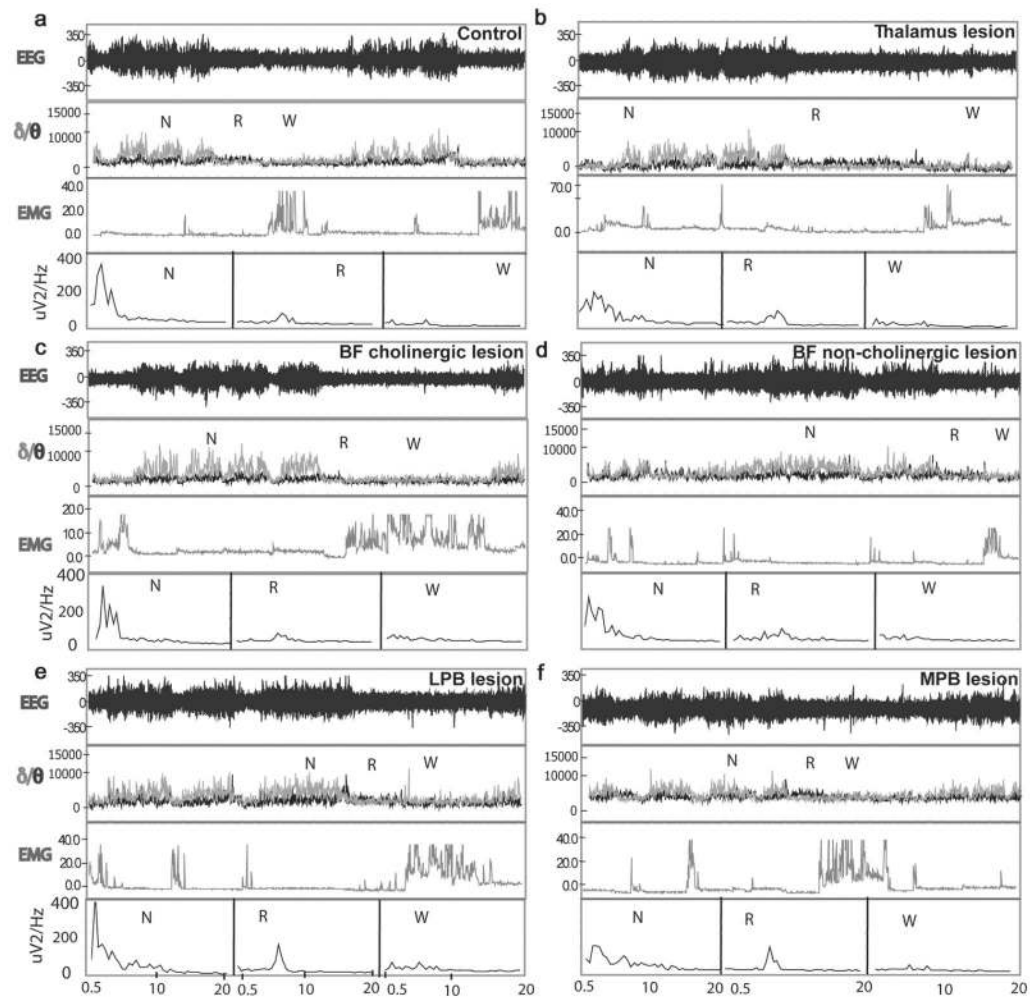 a
Control
EEG
350
0
-350
δ/θ
15000
10000
0
N R W
EMG
40.0
20.0
0.0
uV2/Hz
400
200
0
N R W
b
Thalamus lesion
350
0
-350
15000
10000
0
N R W
70.0
0.0
N R W
c
BF cholinergic lesion
EEG
350
0
-350
δ/θ
15000
10000
0
N R W
EMG
20.0
10.0
0.0
uV2/Hz
400
200
0
N R W
d
BF non-cholinergic lesion
350
0
-350
15000
10000
0
N R W
40.0
20.0
0.0
N R W
e
LPB lesion
EEG
350
0
-350
δ/θ
15000
10000
0
N R W
EMG
40.0
20.0
0.0
uV2/Hz
400
200
0
N R W
0.5 10 20 0.5 10 20 0.5 10 20
f
MPB lesion
350
0
-350
15000
10000
0
N R W
40.0
20.0
0.0
N R W
0.5 10 20 0.5 10 20 0.5 10 20